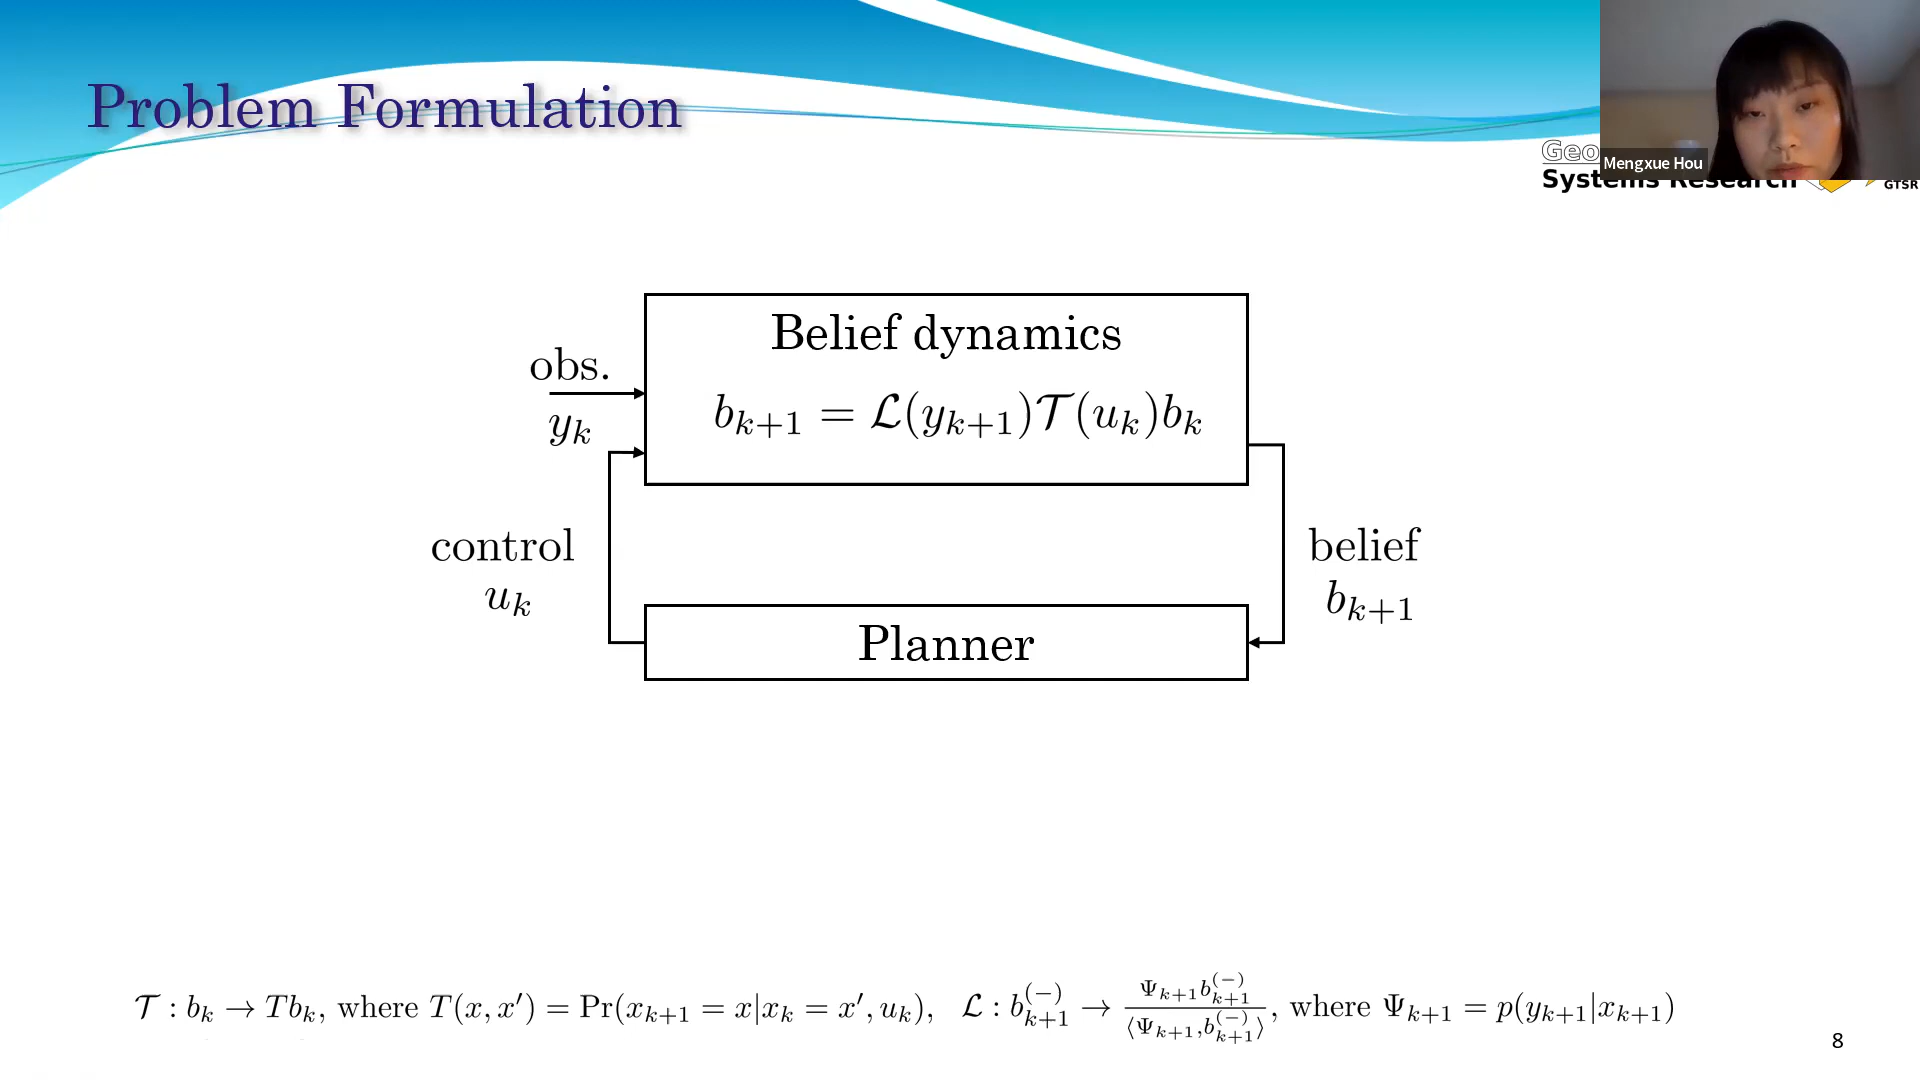 Problem Formulation
Geo
Systems Research
GTSR
Mengxue Hou
Belief dynamics
obs.
y_k
b_{k+1} = ℒ(y_{k+1})𝒯(u_k)b_k
control
u_k
belief
b_{k+1}
Planner
𝒯 : b_k → Tb_k, where T(x, x′) = Pr(x_{k+1} = x|x_k = x′, u_k), ℒ : b_{k+1}^{(−)} → \frac{Ψ_{k+1}b_{k+1}^{(−)}}{⟨Ψ_{k+1},b_{k+1}^{(−)}⟩}, where Ψ_{k+1} = p(y_{k+1}|x_{k+1})
8